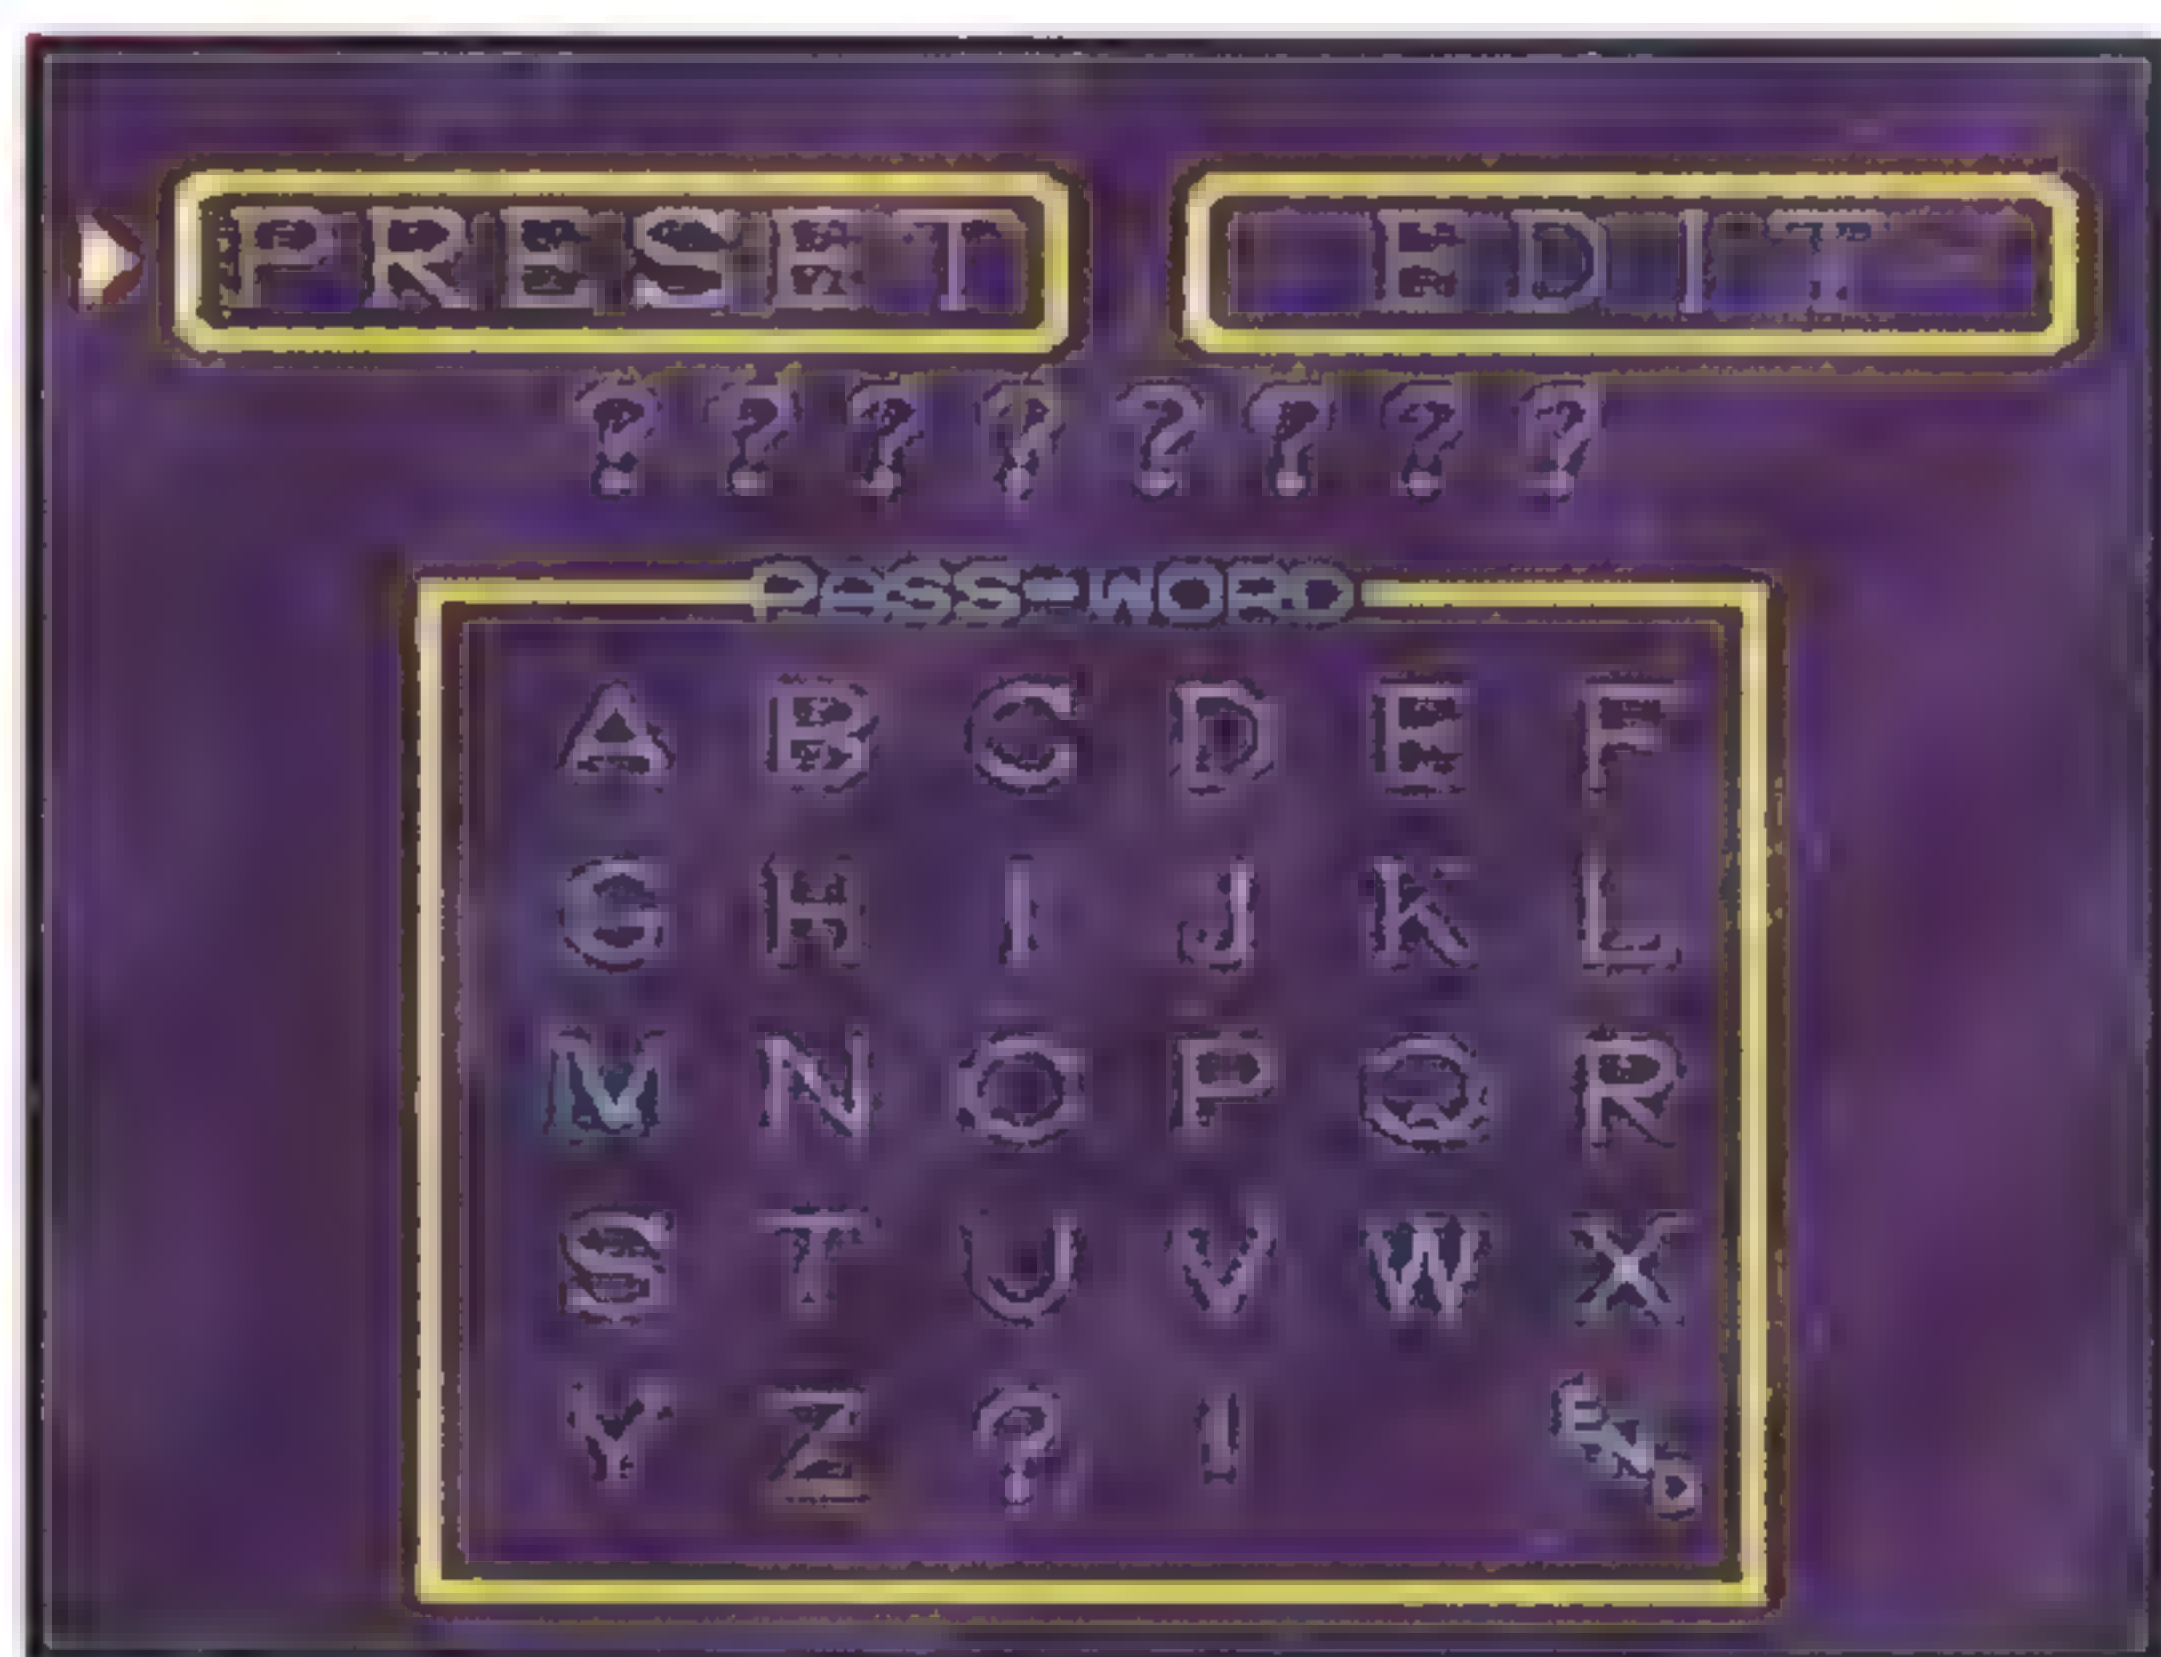 PRESET EDIT
????????
PASS-WORD
A B C D E F
G H I J K L
M N O P Q R
S T U V W X
Y Z ? ! END